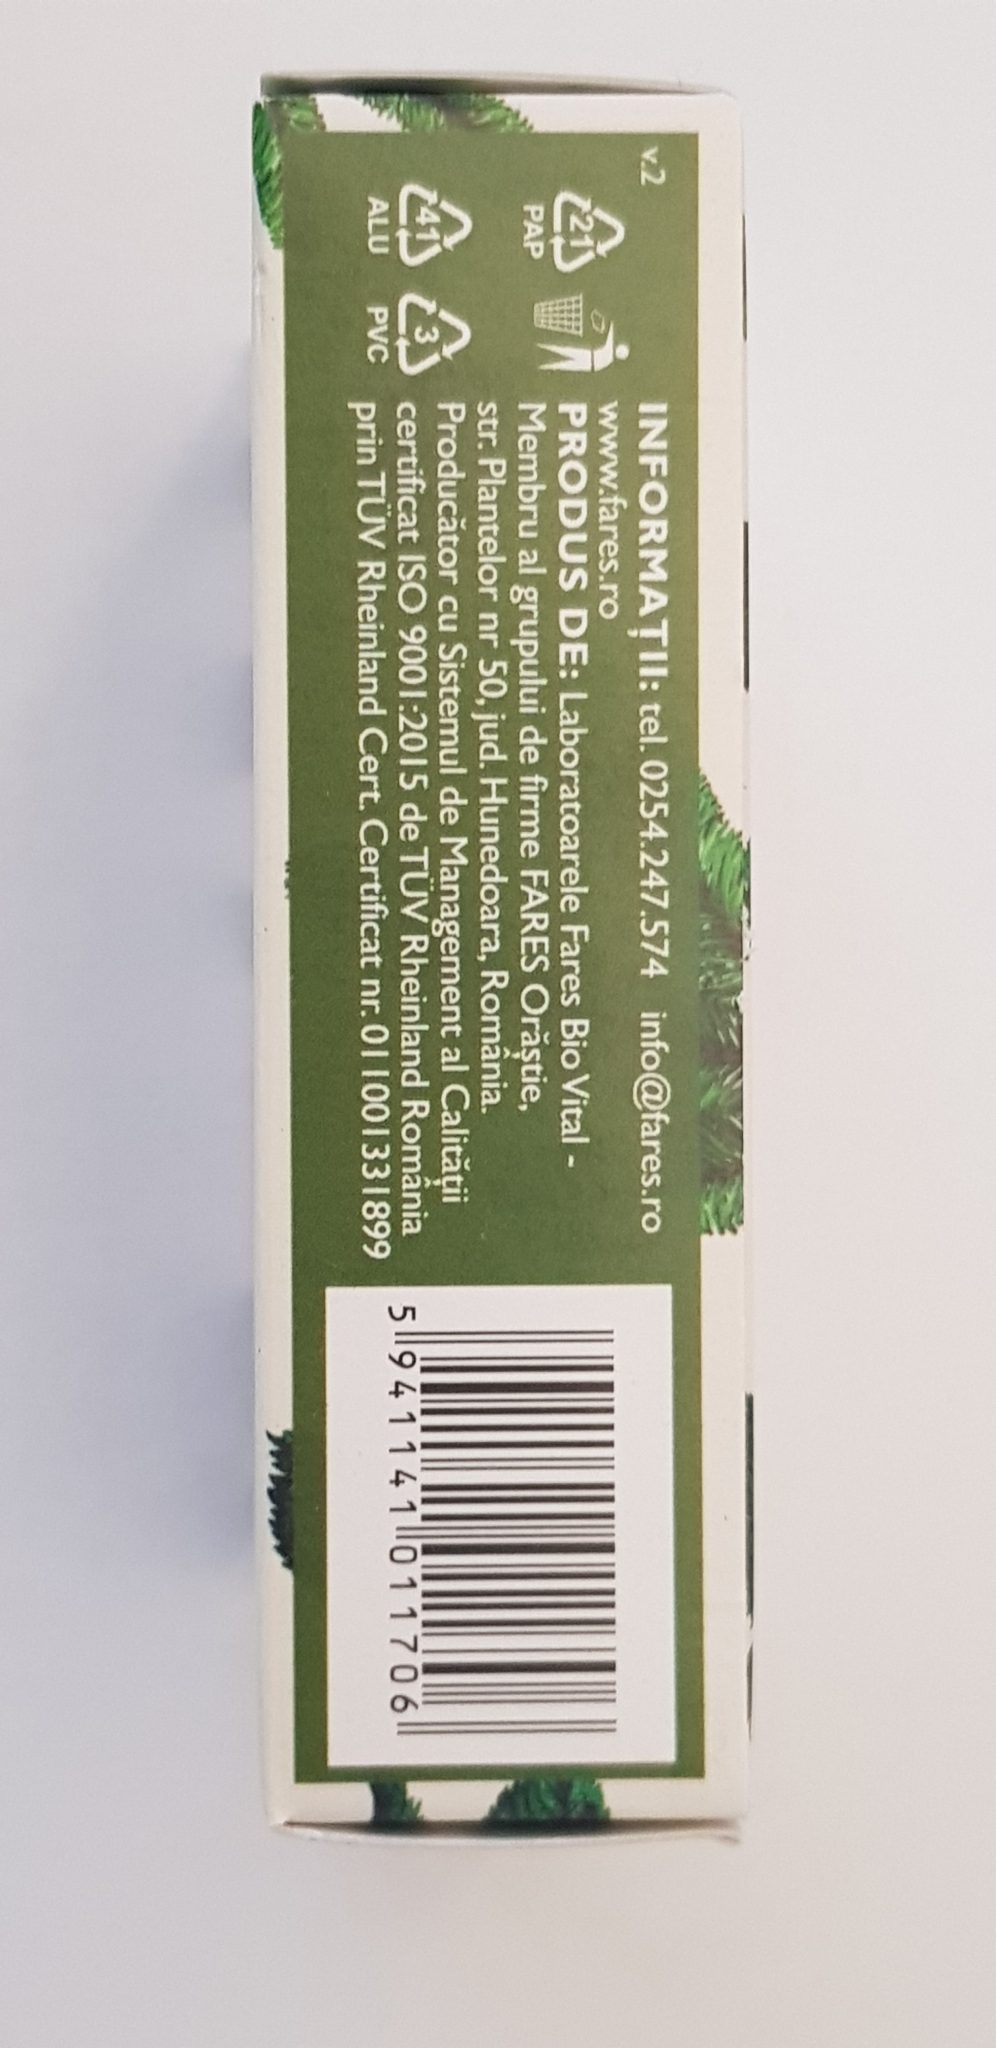 v.2
21
PAP
41
ALU
3
PVC
INFORMAȚII: tel. 0254.247.574 info@fares.ro
www.fares.ro
PRODUS DE: Laboratoarele Fares Bio Vital -
Membru al grupului de firme FARES Orăștie,
str. Plantelor nr 50, jud. Hunedoara, România.
Producător cu Sistemul de Management al Calității
certificat ISO 9001:2015 de TÜV Rheinland România
prin TÜV Rheinland Cert. Certificat nr. 01 100 1331899
5 941141 011706